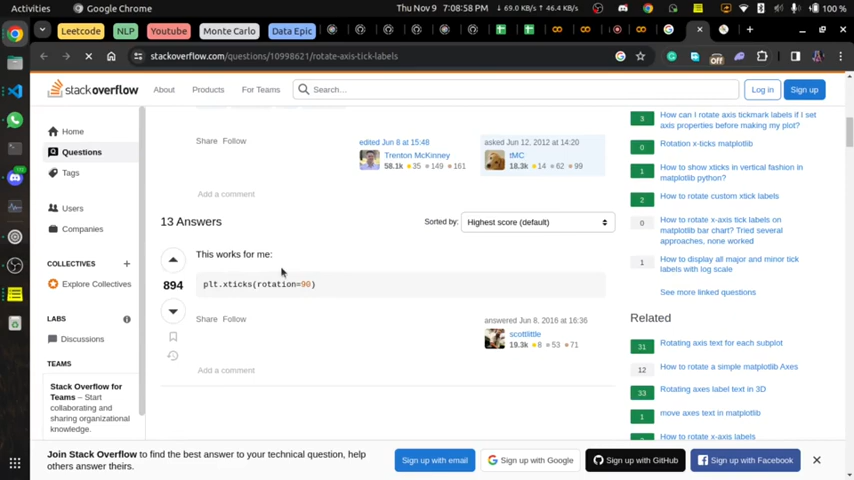 Activities
Google Chrome
Thu Nov 9 7:08:58 PM
↓ 69.0 KB/s ↑ 46.4 KB/s
100 %
Leetcode
NLP
Youtube
Monte Carlo
Data Epic
stackoverflow.com/questions/10998621/rotate-axis-tick-labels
Off
stackoverflow
About
Products
For Teams
Search...
Log in
Sign up
Home
Questions
Tags
Users
Companies
COLLECTIVES
Explore Collectives
LABS
Discussions
TEAMS
Stack Overflow for
Teams – Start
collaborating and
sharing organizational
knowledge.
Share Follow
edited Jun 8 at 15:48
Trenton McKinney
58.1k 35 149 161
asked Jun 12, 2012 at 14:20
tMC
18.3k 14 62 99
Add a comment
13 Answers
Sorted by:
Highest score (default)
This works for me:
894
plt.xticks(rotation=90)
Share Follow
answered Jun 8, 2016 at 16:36
scottlittle
19.3k 8 53 71
Add a comment
3 How can I rotate axis tickmark labels if I set
axis properties before making my plot?
0 Rotation x-ticks matplotlib
1 How to show xticks in vertical fashion in
matplotlib python?
2 How to rotate custom xtick labels
0 How to rotate x-axis tick labels on
matplotlib bar chart? Tried several
approaches, none worked
1 How to display all major and minor tick
labels with log scale
See more linked questions
Related
31 Rotating axis text for each subplot
12 How to rotate a simple matplotlib Axes
33 Rotating axes label text in 3D
1 move axes text in matplotlib
How to rotate x-axis labels
Join Stack Overflow to find the best answer to your technical question, help
others answer theirs.
Sign up with email
Sign up with Google
Sign up with GitHub
Sign up with Facebook